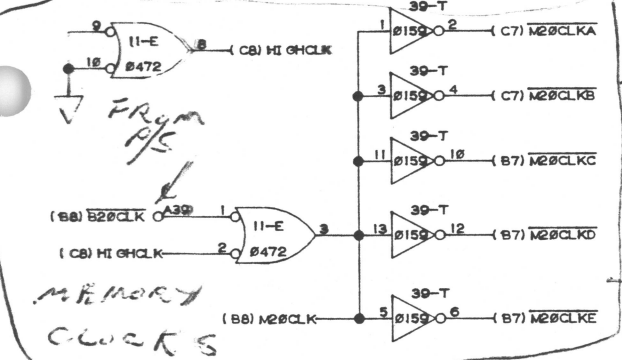 39-T
9
11-E
8
(C8) HI GHCLK
1
Ø159
2
(C7) M2ØCLKA
10
Ø472
39-T
3
Ø159
4
(C7) M2ØCLKB
FROM
P/S
39-T
11
Ø159
10
(B7) M2ØCLKC
(B8) B2ØCLK
A39
1
11-E
3
39-T
13
Ø159
12
(B7) M2ØCLKD
(C8) HI GHCLK
2
Ø472
MEMORY
CLOCKS
39-T
(B8) M2ØCLK
5
Ø159
6
(B7) M2ØCLKE